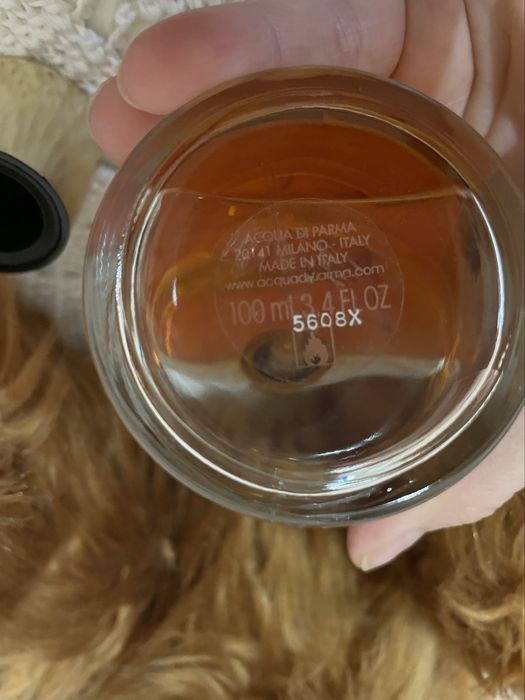 ACQUA DI PARMA
20141 MILANO - ITALY
MADE IN ITALY
www.acquadiparma.com
100 ml 3.4 FL OZ
5608X